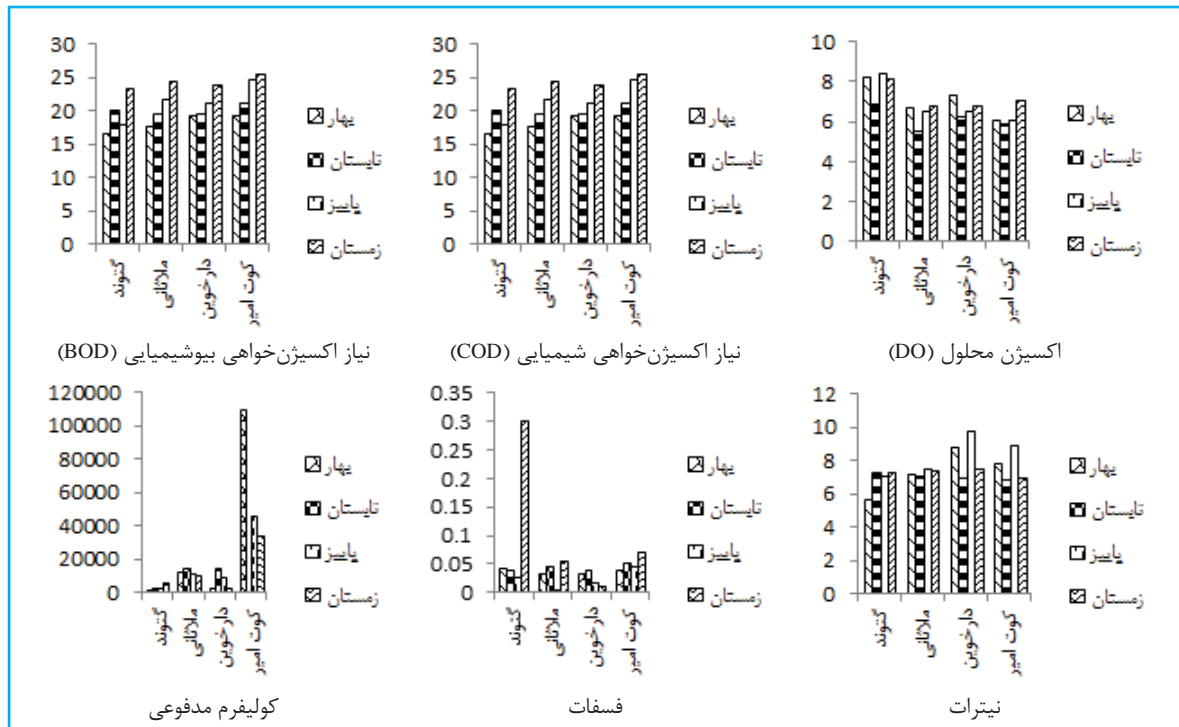 30
25
20
15
10
5
0
بهار
تابستان
پاییز
زمستان
گتوند
ملاثانی
دارخوین
کوت امیر
نیاز اکسیژن‌خواهی بیوشیمیایی (BOD)
30
25
20
15
10
5
0
بهار
تابستان
پاییز
زمستان
گتوند
ملاثانی
دارخوین
کوت امیر
نیاز اکسیژن‌خواهی شیمیایی (COD)
10
8
6
4
2
0
بهار
تابستان
پاییز
زمستان
گتوند
ملاثانی
دارخوین
کوت امیر
اکسیژن محلول (DO)
120000
100000
80000
60000
40000
20000
0
بهار
تابستان
پاییز
زمستان
گتوند
ملاثانی
دارخوین
کوت امیر
کولیفرم مدفوعی
0.35
0.3
0.25
0.2
0.15
0.1
0.05
0
بهار
تابستان
پاییز
زمستان
گتوند
ملاثانی
دارخوین
کوت امیر
فسفات
12
10
8
6
4
2
0
بهار
تابستان
پاییز
زمستان
گتوند
ملاثانی
دارخوین
کوت امیر
نیترات